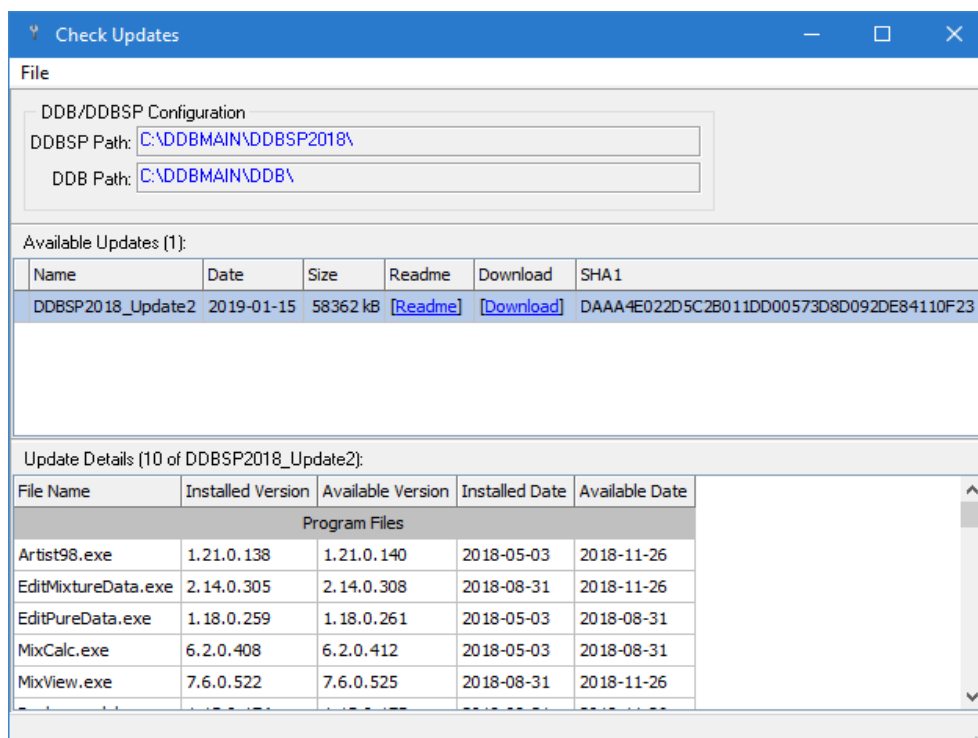 Check Updates
File
DDB/DDBSP Configuration
DDBSP Path: C:\DDBMAIN\DDBSP2018\
DDB Path: C:\DDBMAIN\DDB\
Available Updates (1):
Name Date Size Readme Download SHA1
DDBSP2018_Update2 2019-01-15 58362 kB [Readme] [Download] DAAA4E022D5C2B011DD00573D8D092DE84110F23
Update Details (10 of DDBSP2018_Update2):
File Name Installed Version Available Version Installed Date Available Date
Program Files
Artist98.exe 1.21.0.138 1.21.0.140 2018-05-03 2018-11-26
EditMixtureData.exe 2.14.0.305 2.14.0.308 2018-08-31 2018-11-26
EditPureData.exe 1.18.0.259 1.18.0.261 2018-05-03 2018-08-31
MixCalc.exe 6.2.0.408 6.2.0.412 2018-05-03 2018-08-31
MixView.exe 7.6.0.522 7.6.0.525 2018-08-31 2018-11-26